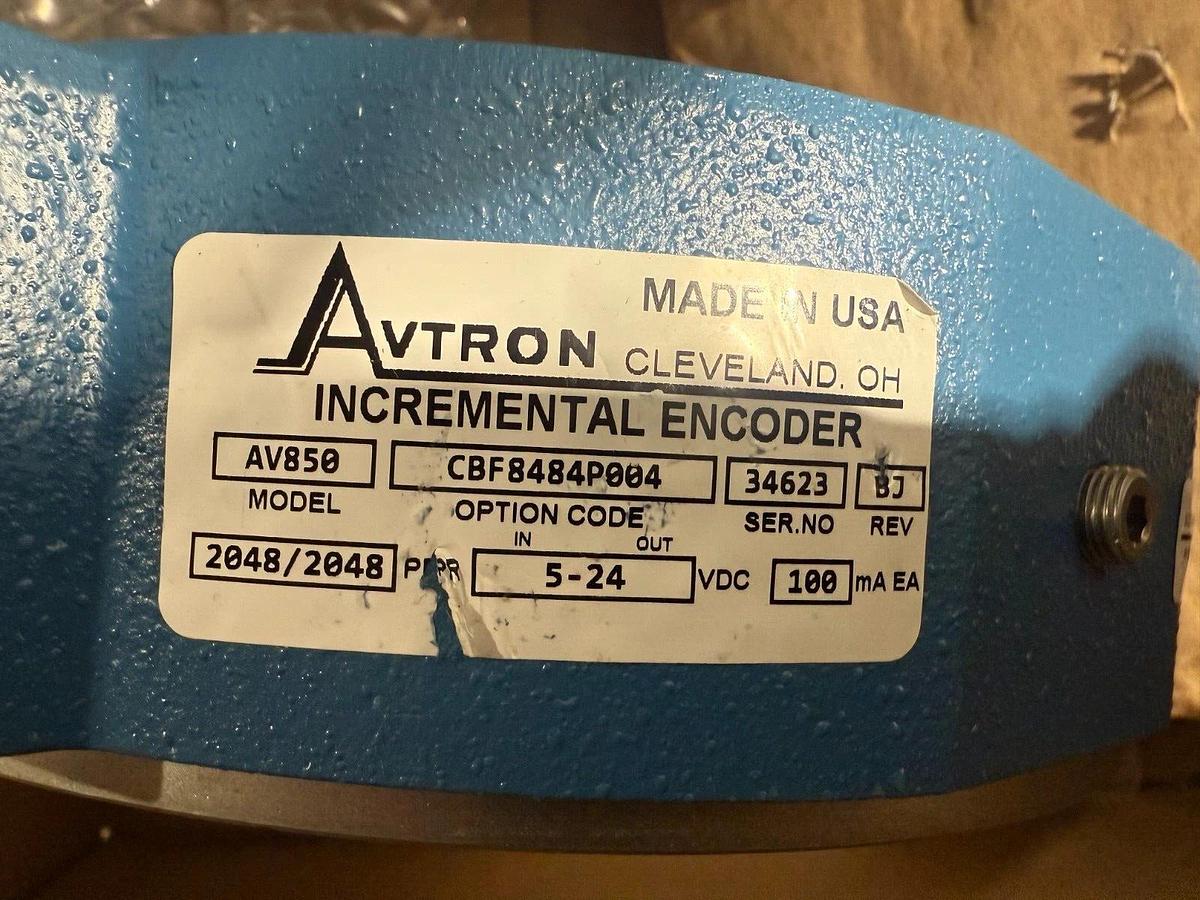 AVTRON
MADE IN USA
CLEVELAND, OH
INCREMENTAL ENCODER
AV850 CBF8484P004 34623 BJ
MODEL OPTION CODE SER.NO REV
IN OUT
2048/2048 PPR 5-24 VDC 100 mA EA